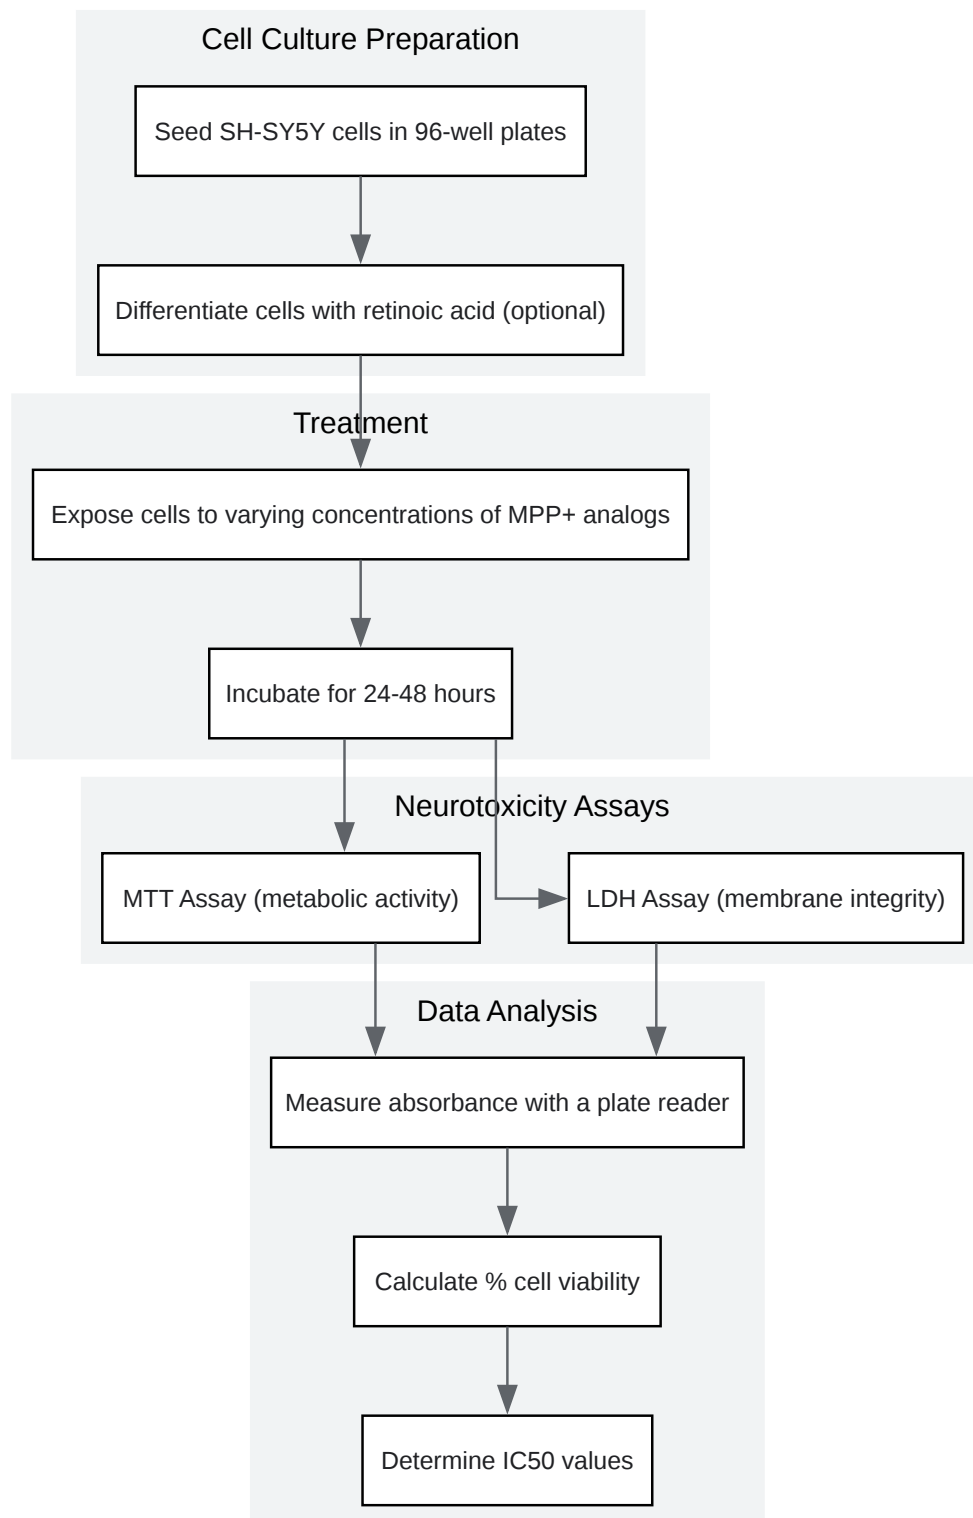 Cell Culture Preparation
Seed SH-SY5Y cells in 96-well plates
Differentiate cells with retinoic acid (optional)
Treatment
Expose cells to varying concentrations of MPP+ analogs
Incubate for 24-48 hours
Neurotoxicity Assays
MTT Assay (metabolic activity)
LDH Assay (membrane integrity)
Data Analysis
Measure absorbance with a plate reader
Calculate % cell viability
Determine IC50 values